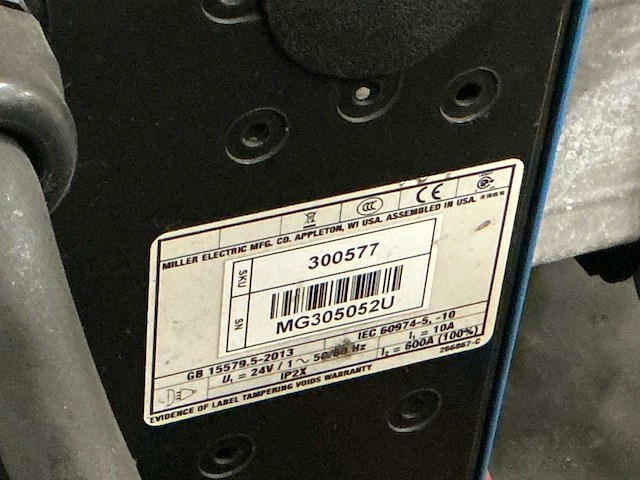 CCC CE
MILLER ELECTRIC MFG. CO. APPLETON, WI USA. ASSEMBLED IN USA.
SKU 300577
SN MG305052U
GB 15579.5-2013 IEC 60974-5, -10
U₁ = 24V / 1 ~ 50/60 Hz I₁ = 10A
IP2X I₂ = 600A (100%)
266867-C
EVIDENCE OF LABEL TAMPERING VOIDS WARRANTY